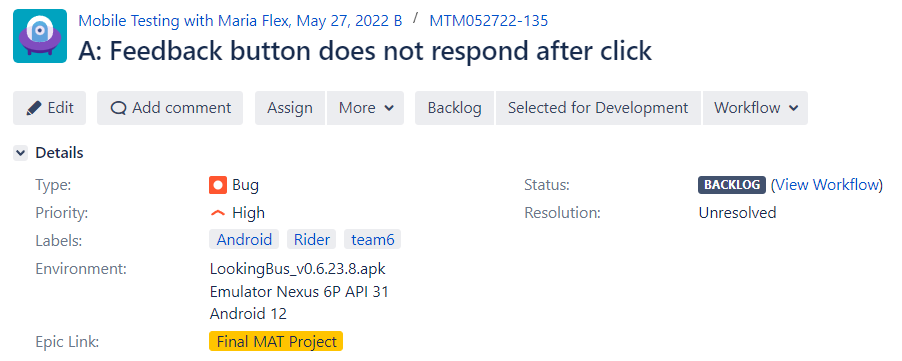 Mobile Testing with Maria Flex, May 27, 2022 B / MTM052722-135
A: Feedback button does not respond after click
Edit Add comment Assign More Backlog Selected for Development Workflow
Details
Type: Bug Status: BACKLOG (View Workflow)
Priority: High Resolution: Unresolved
Labels: Android Rider team6
Environment: LookingBus_v0.6.23.8.apk
Emulator Nexus 6P API 31
Android 12
Epic Link: Final MAT Project